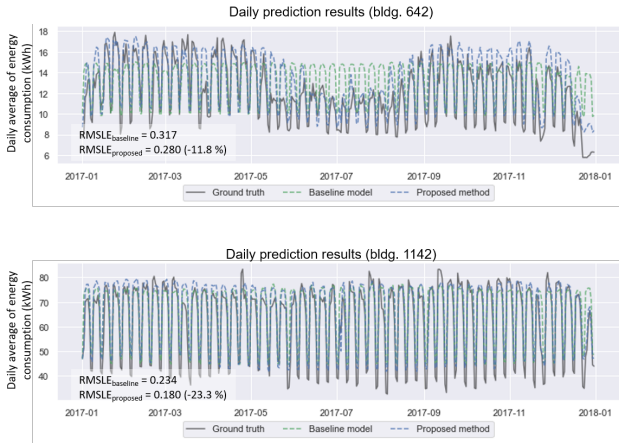 Daily prediction results (bldg. 642)
Daily average of energy
consumption (kWh)
18
16
14
12
10
8
6
RMSLEbaseline = 0.317
RMSLEproposed = 0.280 (-11.8 %)
2017-01 2017-03 2017-05 2017-07 2017-09 2017-11 2018-01
Ground truth Baseline model Proposed method
Daily prediction results (bldg. 1142)
Daily average of energy
consumption (kWh)
80
70
60
50
40
RMSLEbaseline = 0.234
RMSLEproposed = 0.180 (-23.3 %)
2017-01 2017-03 2017-05 2017-07 2017-09 2017-11 2018-01
Ground truth Baseline model Proposed method